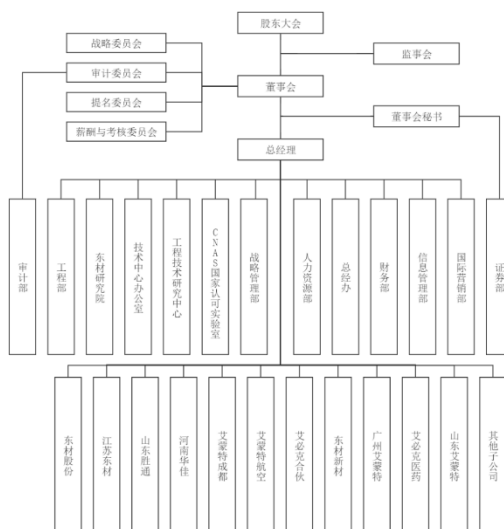 股东大会
战略委员会
监事会
审计委员会
董事会
提名委员会
薪酬与考核委员会
董事会秘书
总经理
审计部
工程部
东材研究院
技术中心办公室
工程技术研究中心
CNAS国家认可实验室
战略管理部
人力资源部
总经办
财务部
信息管理部
国际营销部
证券部
东材股份
江苏东材
山东胜通
河南华佳
艾蒙特成都
艾蒙特航空
艾必克合伙
东材新材
广州艾蒙特
艾必克医药
山东艾蒙特
其他子公司